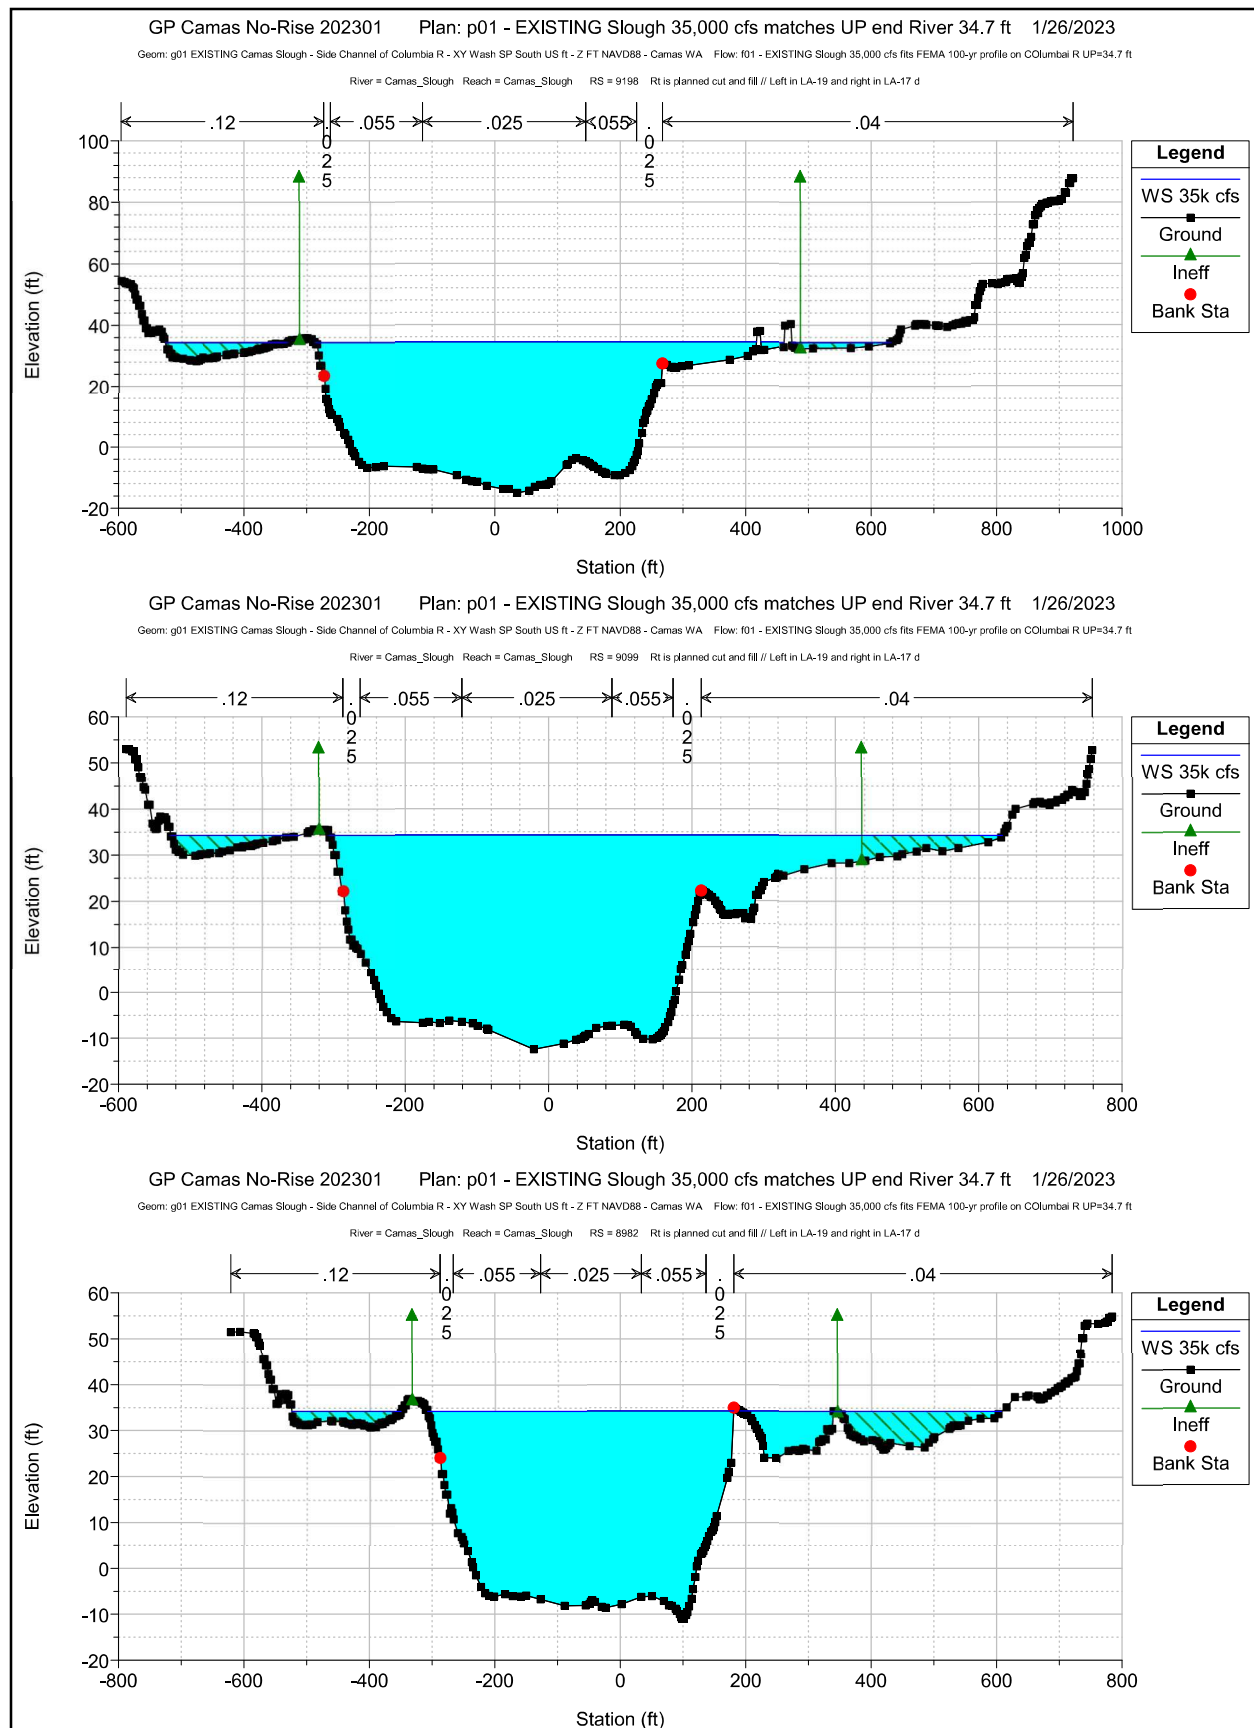 GP Camas No-Rise 202301 Plan: p01 - EXISTING Slough 35,000 cfs matches UP end River 34.7 ft 1/26/2023
Geom: g01 EXISTING Camas Slough - Side Channel of Columbia R - XY Wash SP South US ft - Z FT NAVD88 - Camas WA Flow: f01 - EXISTING Slough 35,000 cfs fits FEMA 100-yr profile on COlumbai R UP=34.7 ft
River = Camas_Slough Reach = Camas_Slough RS = 9198 Rt is planned cut and fill // Left in LA-19 and right in LA-17 d
.12 .025 .055 .025 .055 .025 .04
100
80
60
40
20
0
-20
Elevation (ft)
-600 -400 -200 0 200 400 600 800 1000
Station (ft)
Legend
WS 35k cfs
Ground
Ineff
Bank Sta
GP Camas No-Rise 202301 Plan: p01 - EXISTING Slough 35,000 cfs matches UP end River 34.7 ft 1/26/2023
Geom: g01 EXISTING Camas Slough - Side Channel of Columbia R - XY Wash SP South US ft - Z FT NAVD88 - Camas WA Flow: f01 - EXISTING Slough 35,000 cfs fits FEMA 100-yr profile on COlumbai R UP=34.7 ft
River = Camas_Slough Reach = Camas_Slough RS = 9099 Rt is planned cut and fill // Left in LA-19 and right in LA-17 d
.12 .025 .055 .025 .055 .025 .04
60
50
40
30
20
10
0
-10
-20
Elevation (ft)
-600 -400 -200 0 200 400 600 800
Station (ft)
Legend
WS 35k cfs
Ground
Ineff
Bank Sta
GP Camas No-Rise 202301 Plan: p01 - EXISTING Slough 35,000 cfs matches UP end River 34.7 ft 1/26/2023
Geom: g01 EXISTING Camas Slough - Side Channel of Columbia R - XY Wash SP South US ft - Z FT NAVD88 - Camas WA Flow: f01 - EXISTING Slough 35,000 cfs fits FEMA 100-yr profile on COlumbai R UP=34.7 ft
River = Camas_Slough Reach = Camas_Slough RS = 8982 Rt is planned cut and fill // Left in LA-19 and right in LA-17 d
.12 .025 .055 .025 .055 .025 .04
60
50
40
30
20
10
0
-10
-20
Elevation (ft)
-800 -600 -400 -200 0 200 400 600 800
Station (ft)
Legend
WS 35k cfs
Ground
Ineff
Bank Sta